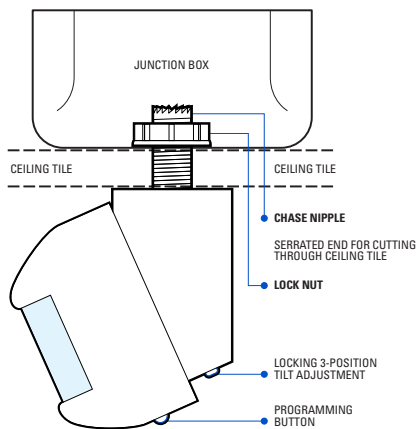 JUNCTION BOX
CEILING TILE
CEILING TILE
CHASE NIPPLE
SERRATED END FOR CUTTING
THROUGH CEILING TILE
LOCK NUT
LOCKING 3-POSITION
TILT ADJUSTMENT
PROGRAMMING
BUTTON